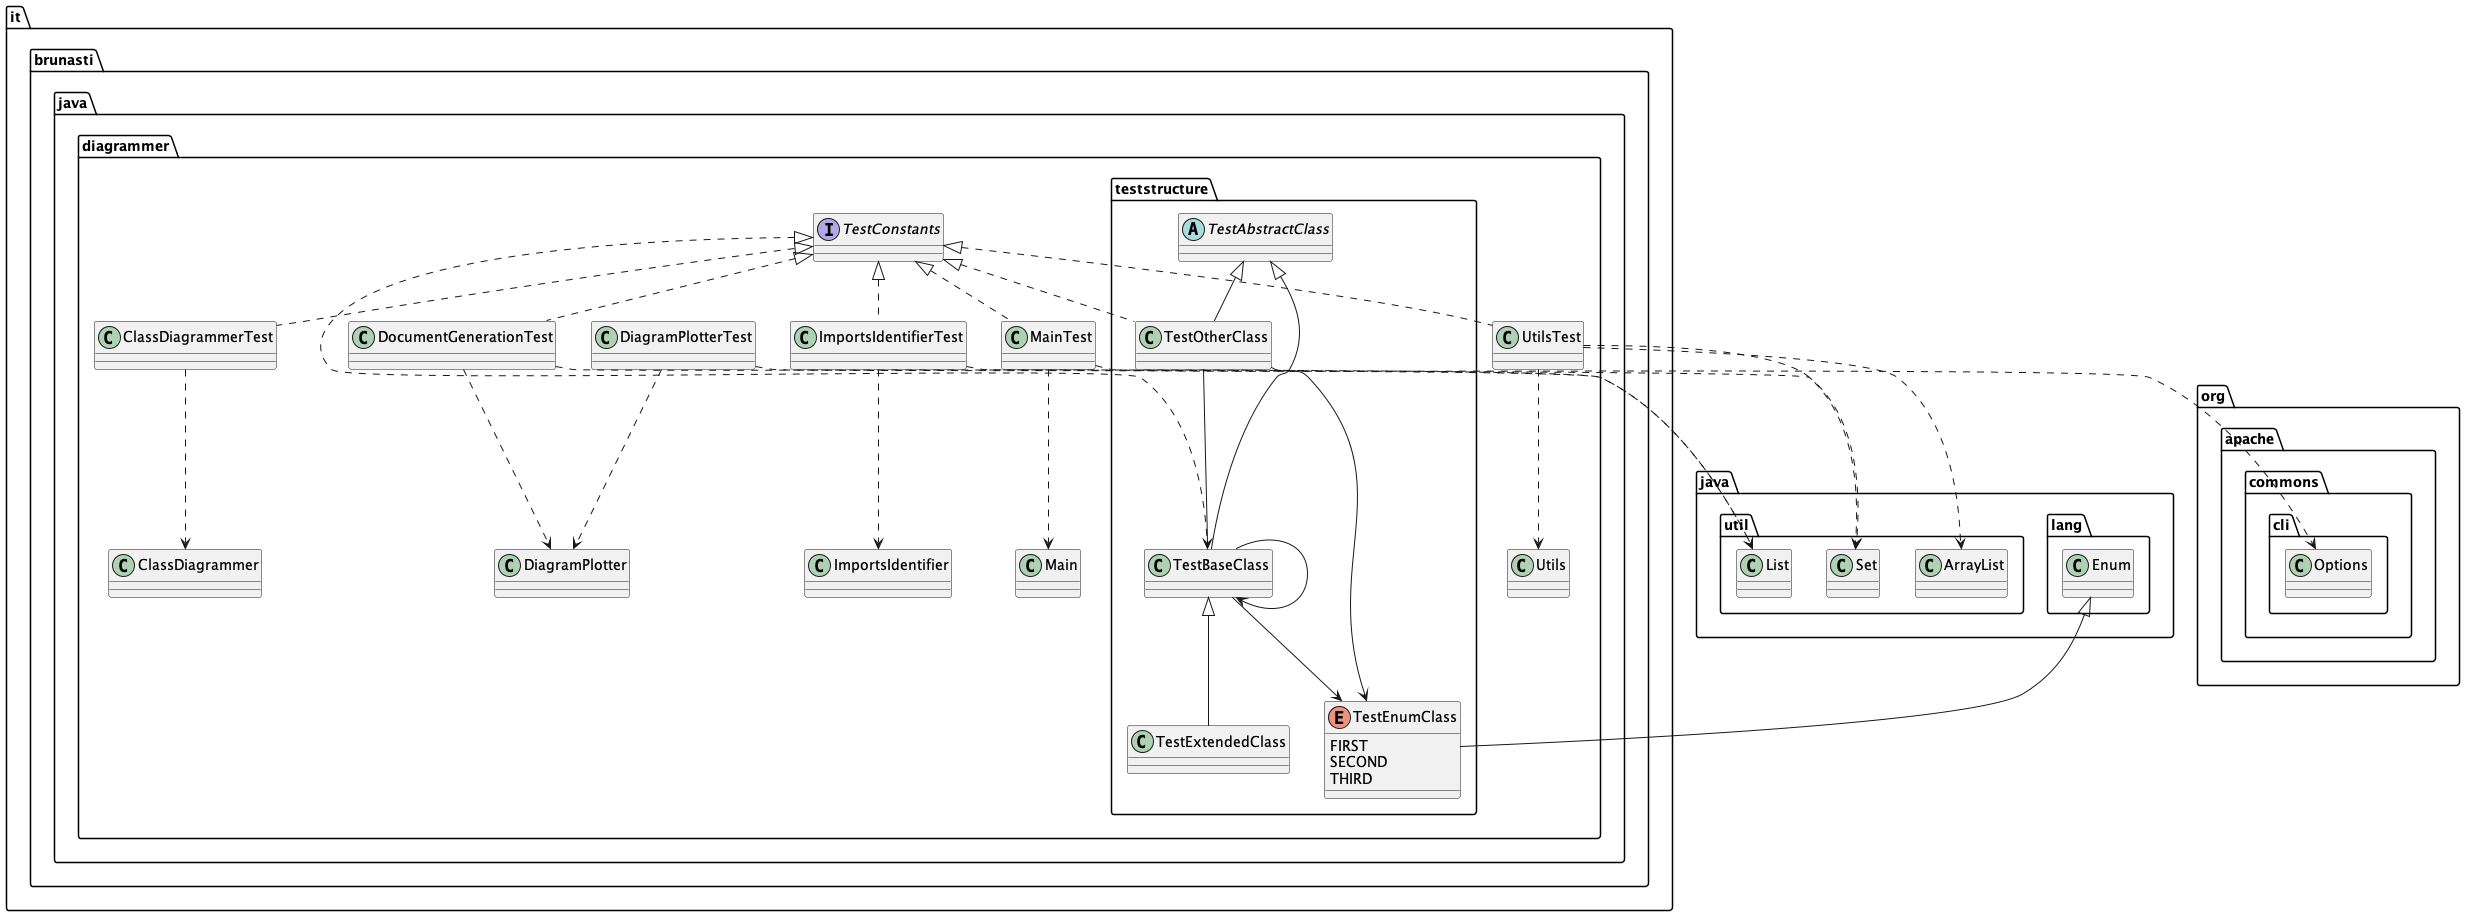 it
brunasti
java
diagrammer
teststructure
I TestConstants
A TestAbstractClass
C ClassDiagrammerTest
C DocumentGenerationTest
C DiagramPlotterTest
C ImportsIdentifierTest
C MainTest
C TestOtherClass
C UtilsTest
org
apache
commons
cli
java
util
lang
C ClassDiagrammer
C DiagramPlotter
C ImportsIdentifier
C Main
C TestBaseClass
C Utils
C List
C Set
C ArrayList
C Enum
C Options
C TestExtendedClass
E TestEnumClass
FIRST
SECOND
THIRD